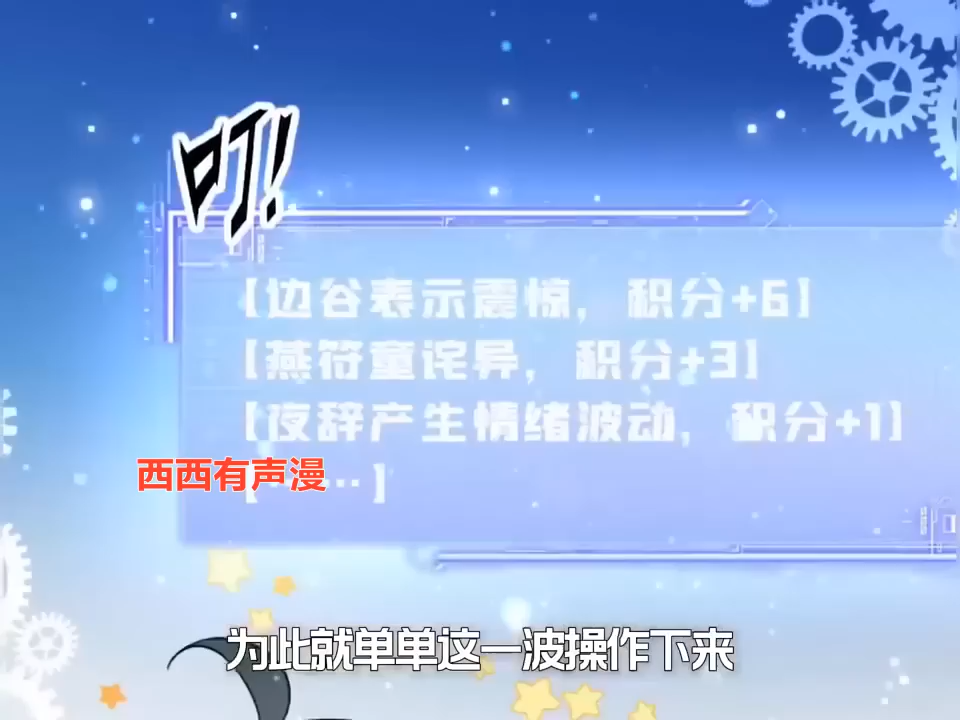 叮!
【边谷表示震惊，积分+6】
【燕符童诧异，积分+3】
【夜辞产生情绪波动，积分+1】
西西有声漫
为此就单单这一波操作下来